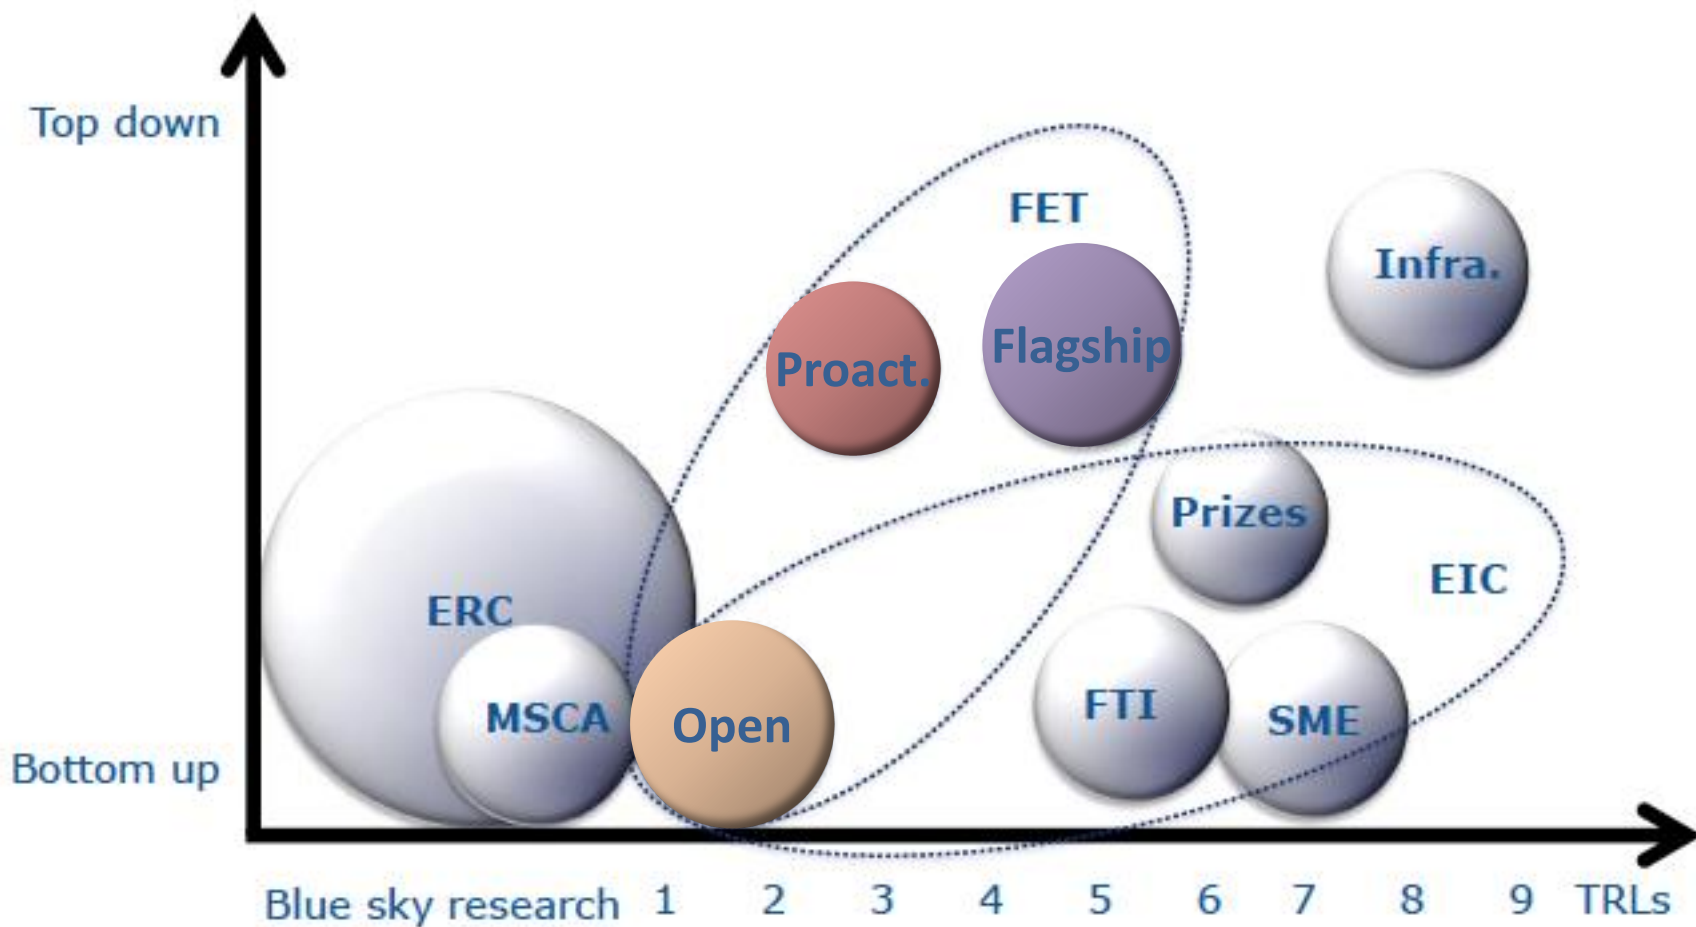 Top down
FET
Infra.
Proact.
Flagship
Prizes
EIC
ERC
MSCA
Open
FTI
SME
Bottom up
Blue sky research 1 2 3 4 5 6 7 8 9 TRLs